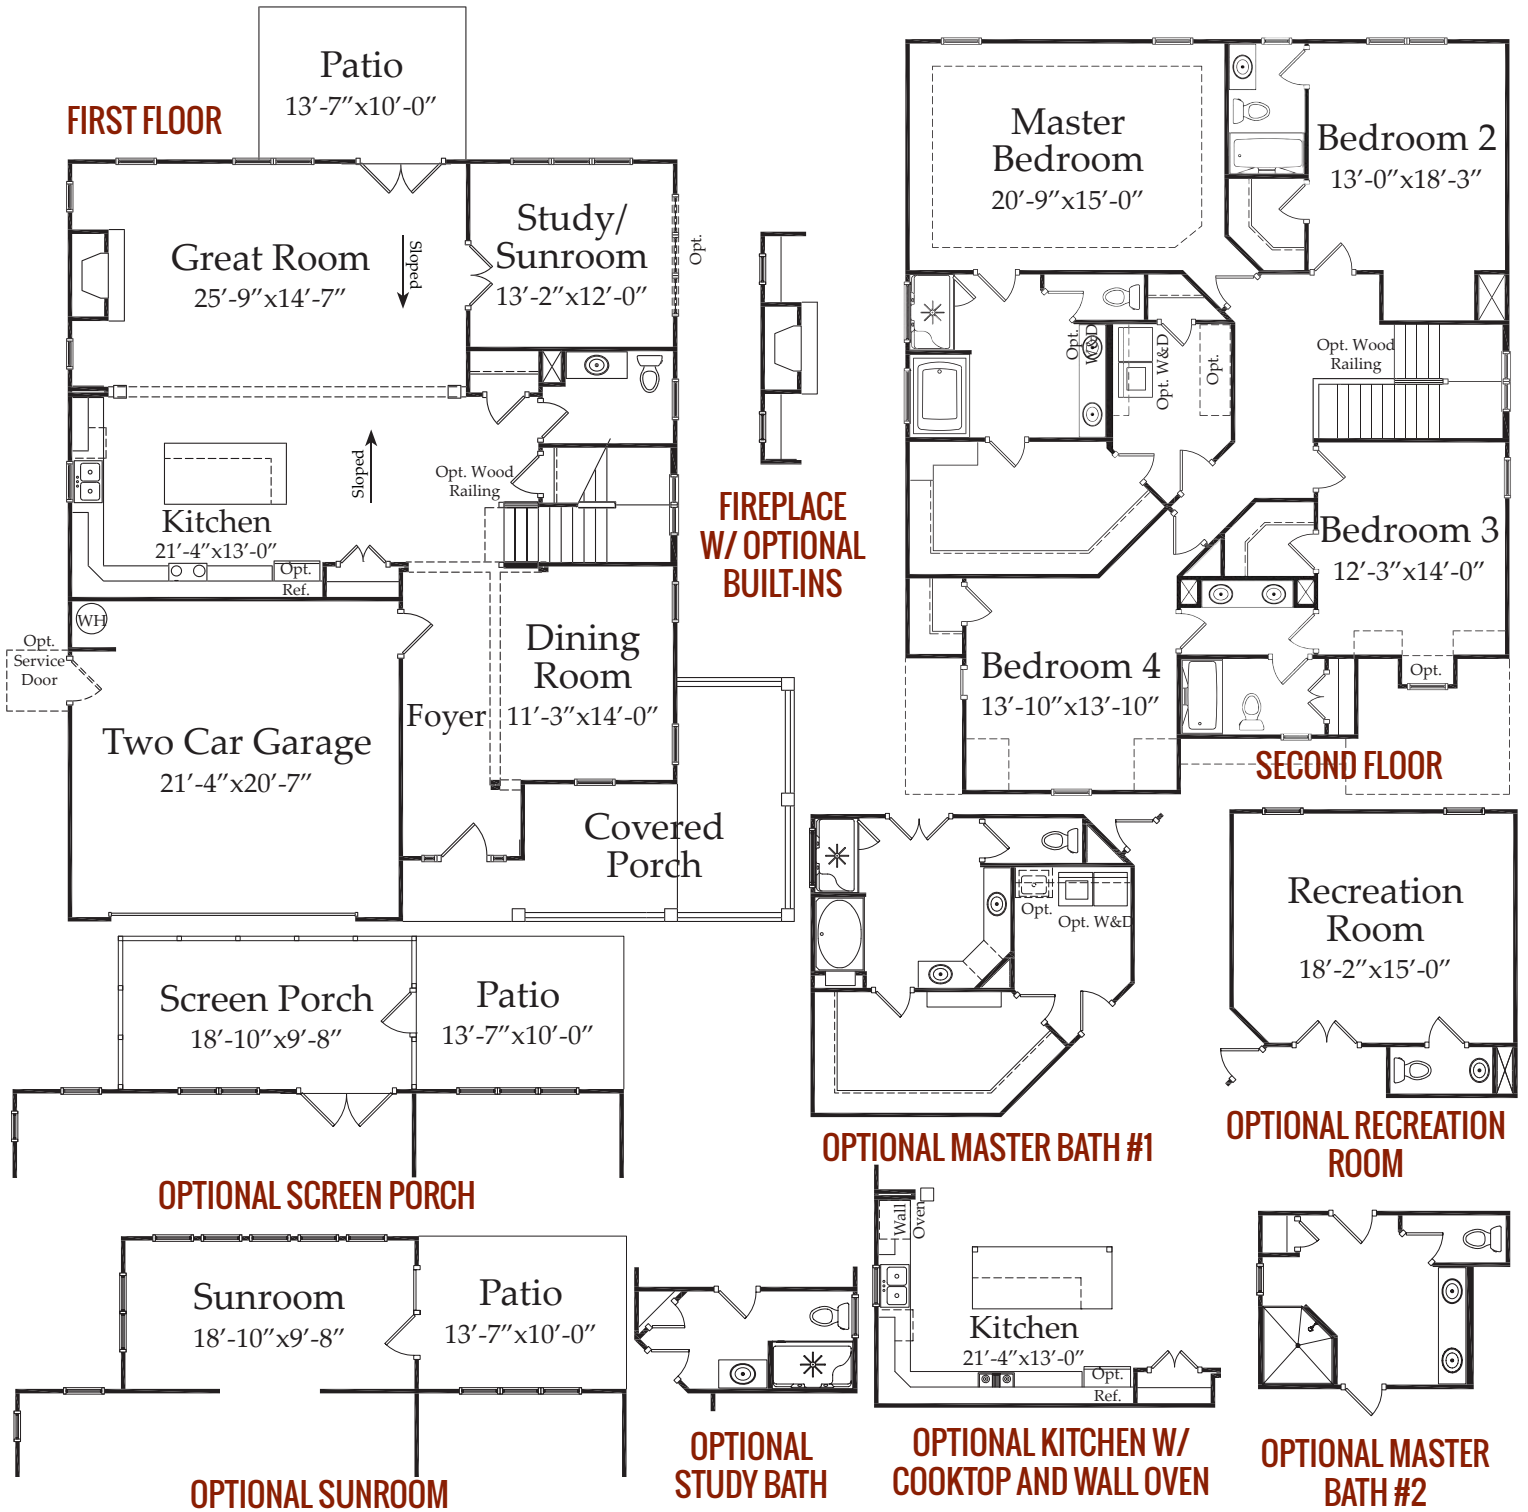 FIRST FLOOR
Patio
13′-7″x10′-0″
Great Room
25′-9″x14′-7″
Sloped
Study/
Sunroom
13′-2″x12′-0″
Opt.
Sloped
Opt. Wood
Railing
Kitchen
21′-4″x13′-0″
Opt.
Ref.
WH
Opt.
Service
Door
Two Car Garage
21′-4″x20′-7″
Foyer
Dining
Room
11′-3″x14′-0″
Covered
Porch
FIREPLACE
W/ OPTIONAL
BUILT-INS
Master
Bedroom
20′-9″x15′-0″
Bedroom 2
13′-0″x18′-3″
Opt.
W&D
Opt. W&D
Opt.
Opt. Wood
Railing
Bedroom 3
12′-3″x14′-0″
Bedroom 4
13′-10″x13′-10″
Opt.
SECOND FLOOR
Screen Porch
18′-10″x9′-8″
Patio
13′-7″x10′-0″
OPTIONAL SCREEN PORCH
Opt.
Opt. W&D
OPTIONAL MASTER BATH #1
Recreation
Room
18′-2″x15′-0″
OPTIONAL RECREATION
ROOM
Sunroom
18′-10″x9′-8″
Patio
13′-7″x10′-0″
OPTIONAL SUNROOM
OPTIONAL
STUDY BATH
Wall
Oven
Kitchen
21′-4″x13′-0″
Opt.
Ref.
OPTIONAL KITCHEN W/
COOKTOP AND WALL OVEN
OPTIONAL MASTER
BATH #2